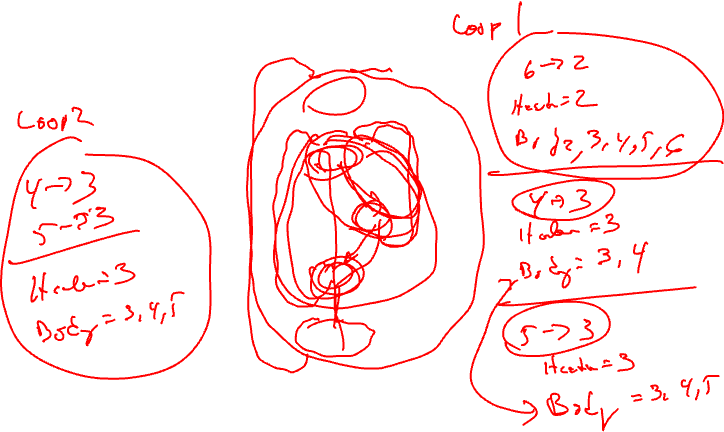 Loop 1
6 → 2
Header = 2
Body 2, 3, 4, 5, 6
4 → 3
Header = 3
Body = 3, 4
5 → 3
Header = 3
Body = 3, 4, 5
Loop 2
4 → 3
5 → 3
Header = 3
Body = 3, 4, 5